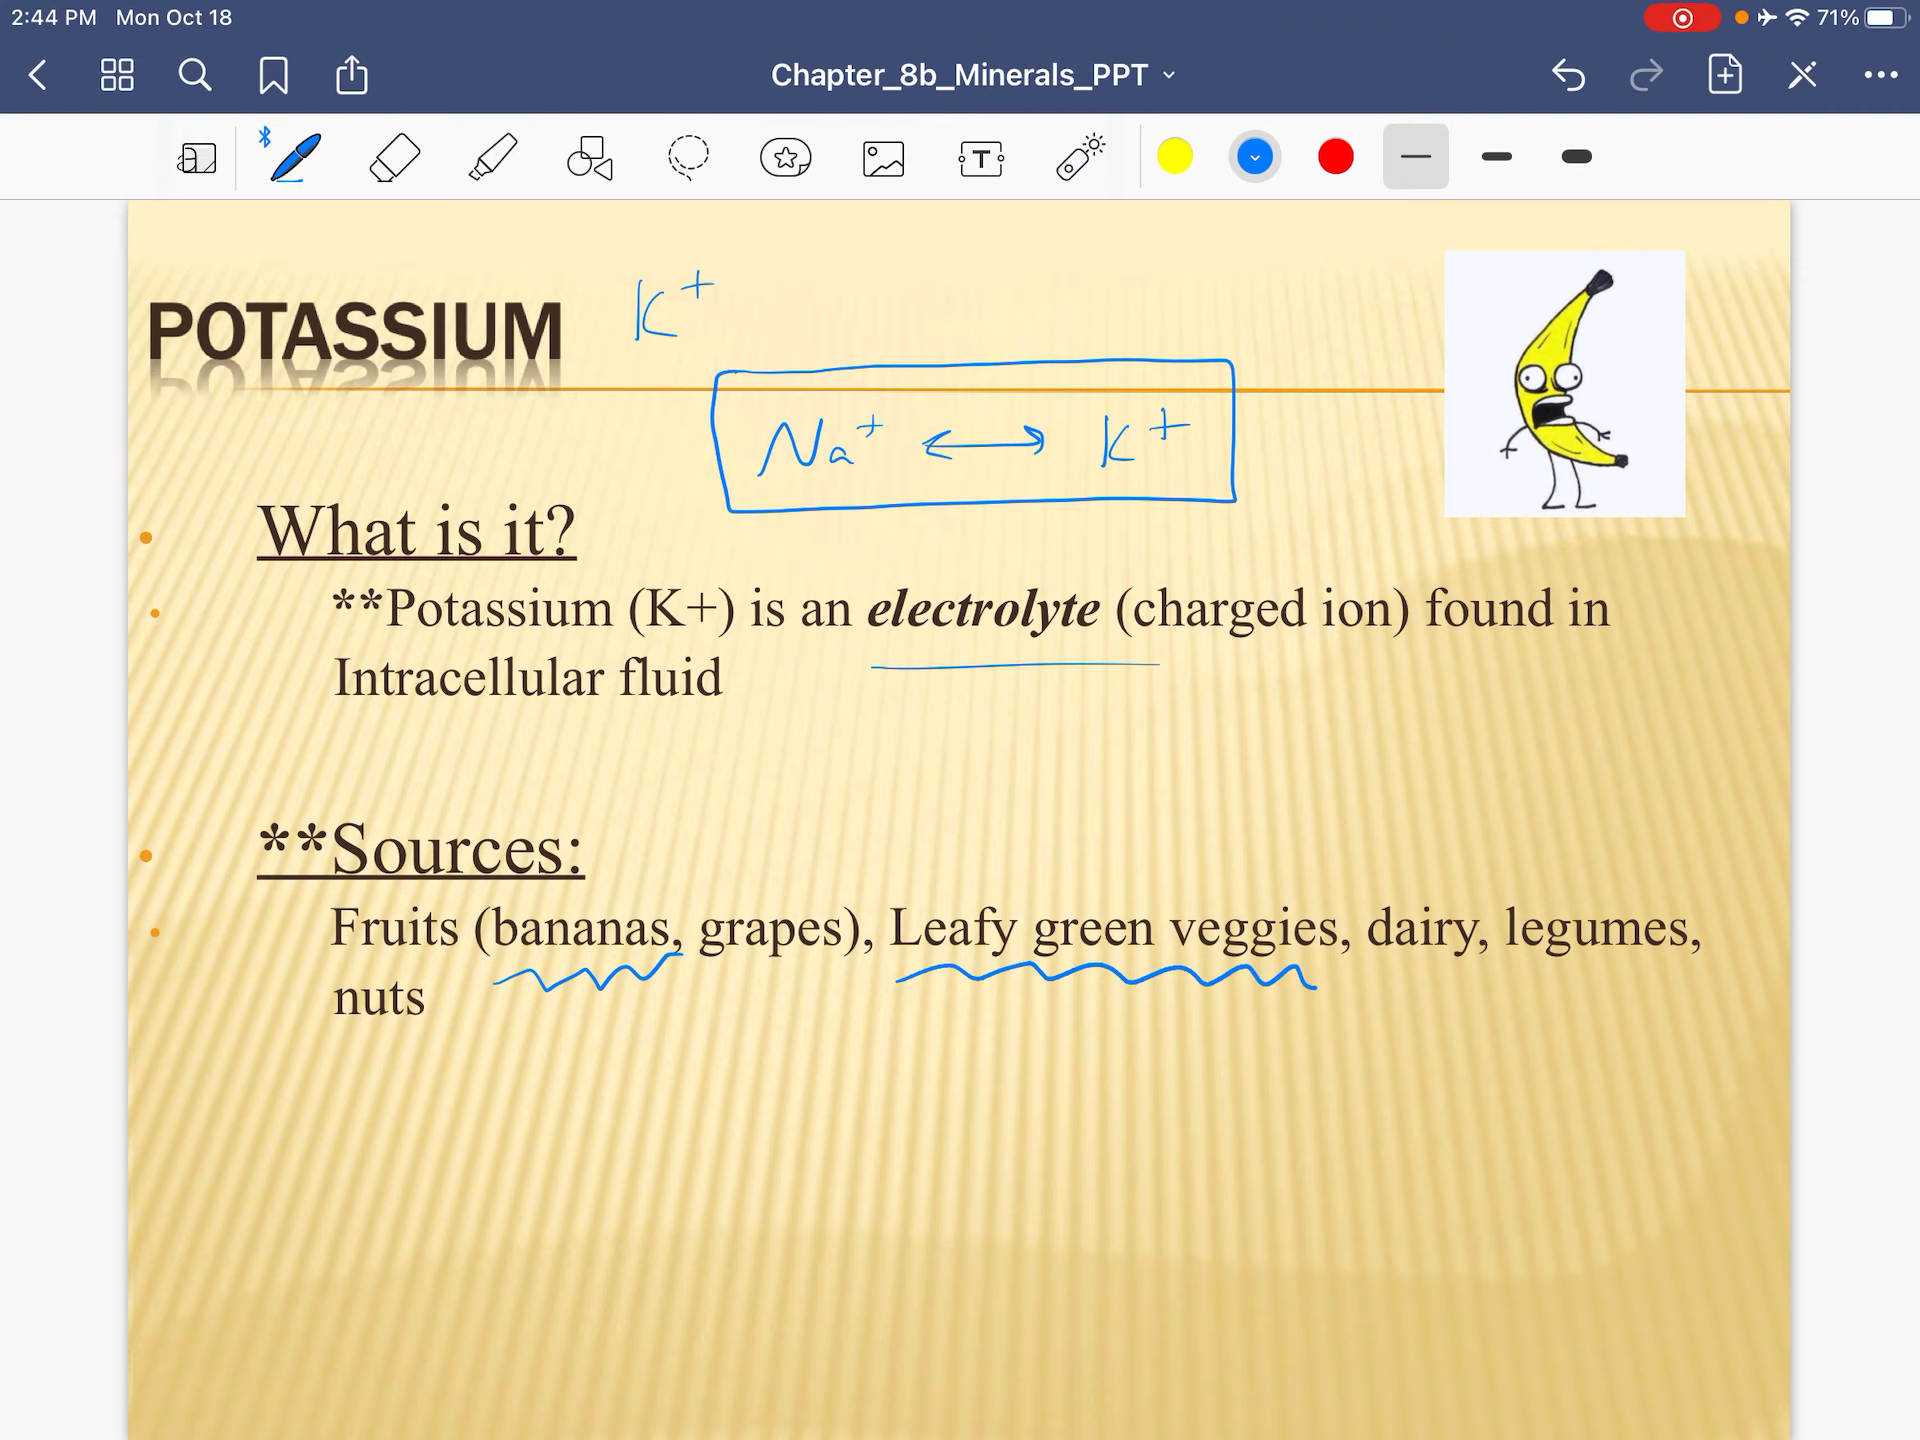 2:44 PM Mon Oct 18
71%
Chapter_8b_Minerals_PPT
POTASSIUM
K+
Na+ ⟷ K+
What is it?
**Potassium (K+) is an electrolyte (charged ion) found in
Intracellular fluid
**Sources:
Fruits (bananas, grapes), Leafy green veggies, dairy, legumes,
nuts